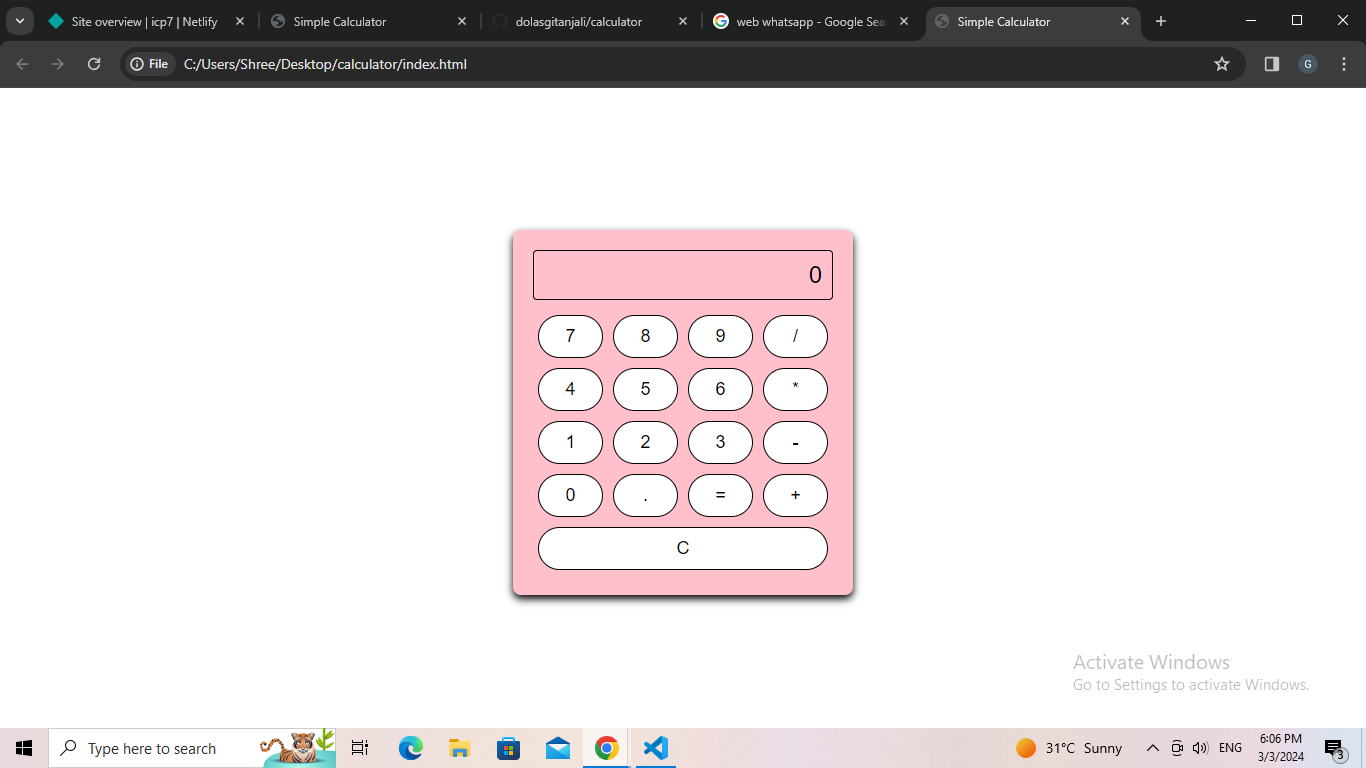 Site overview | icp7 | Netlify
Simple Calculator
dolasgitanjali/calculator
web whatsapp - Google Sea
Simple Calculator
File
C:/Users/Shree/Desktop/calculator/index.html
G
0
7 8 9 /
4 5 6 *
1 2 3 -
0 . = +
C
Activate Windows
Go to Settings to activate Windows.
Type here to search
31°C Sunny
ENG
6:06 PM
3/3/2024
3